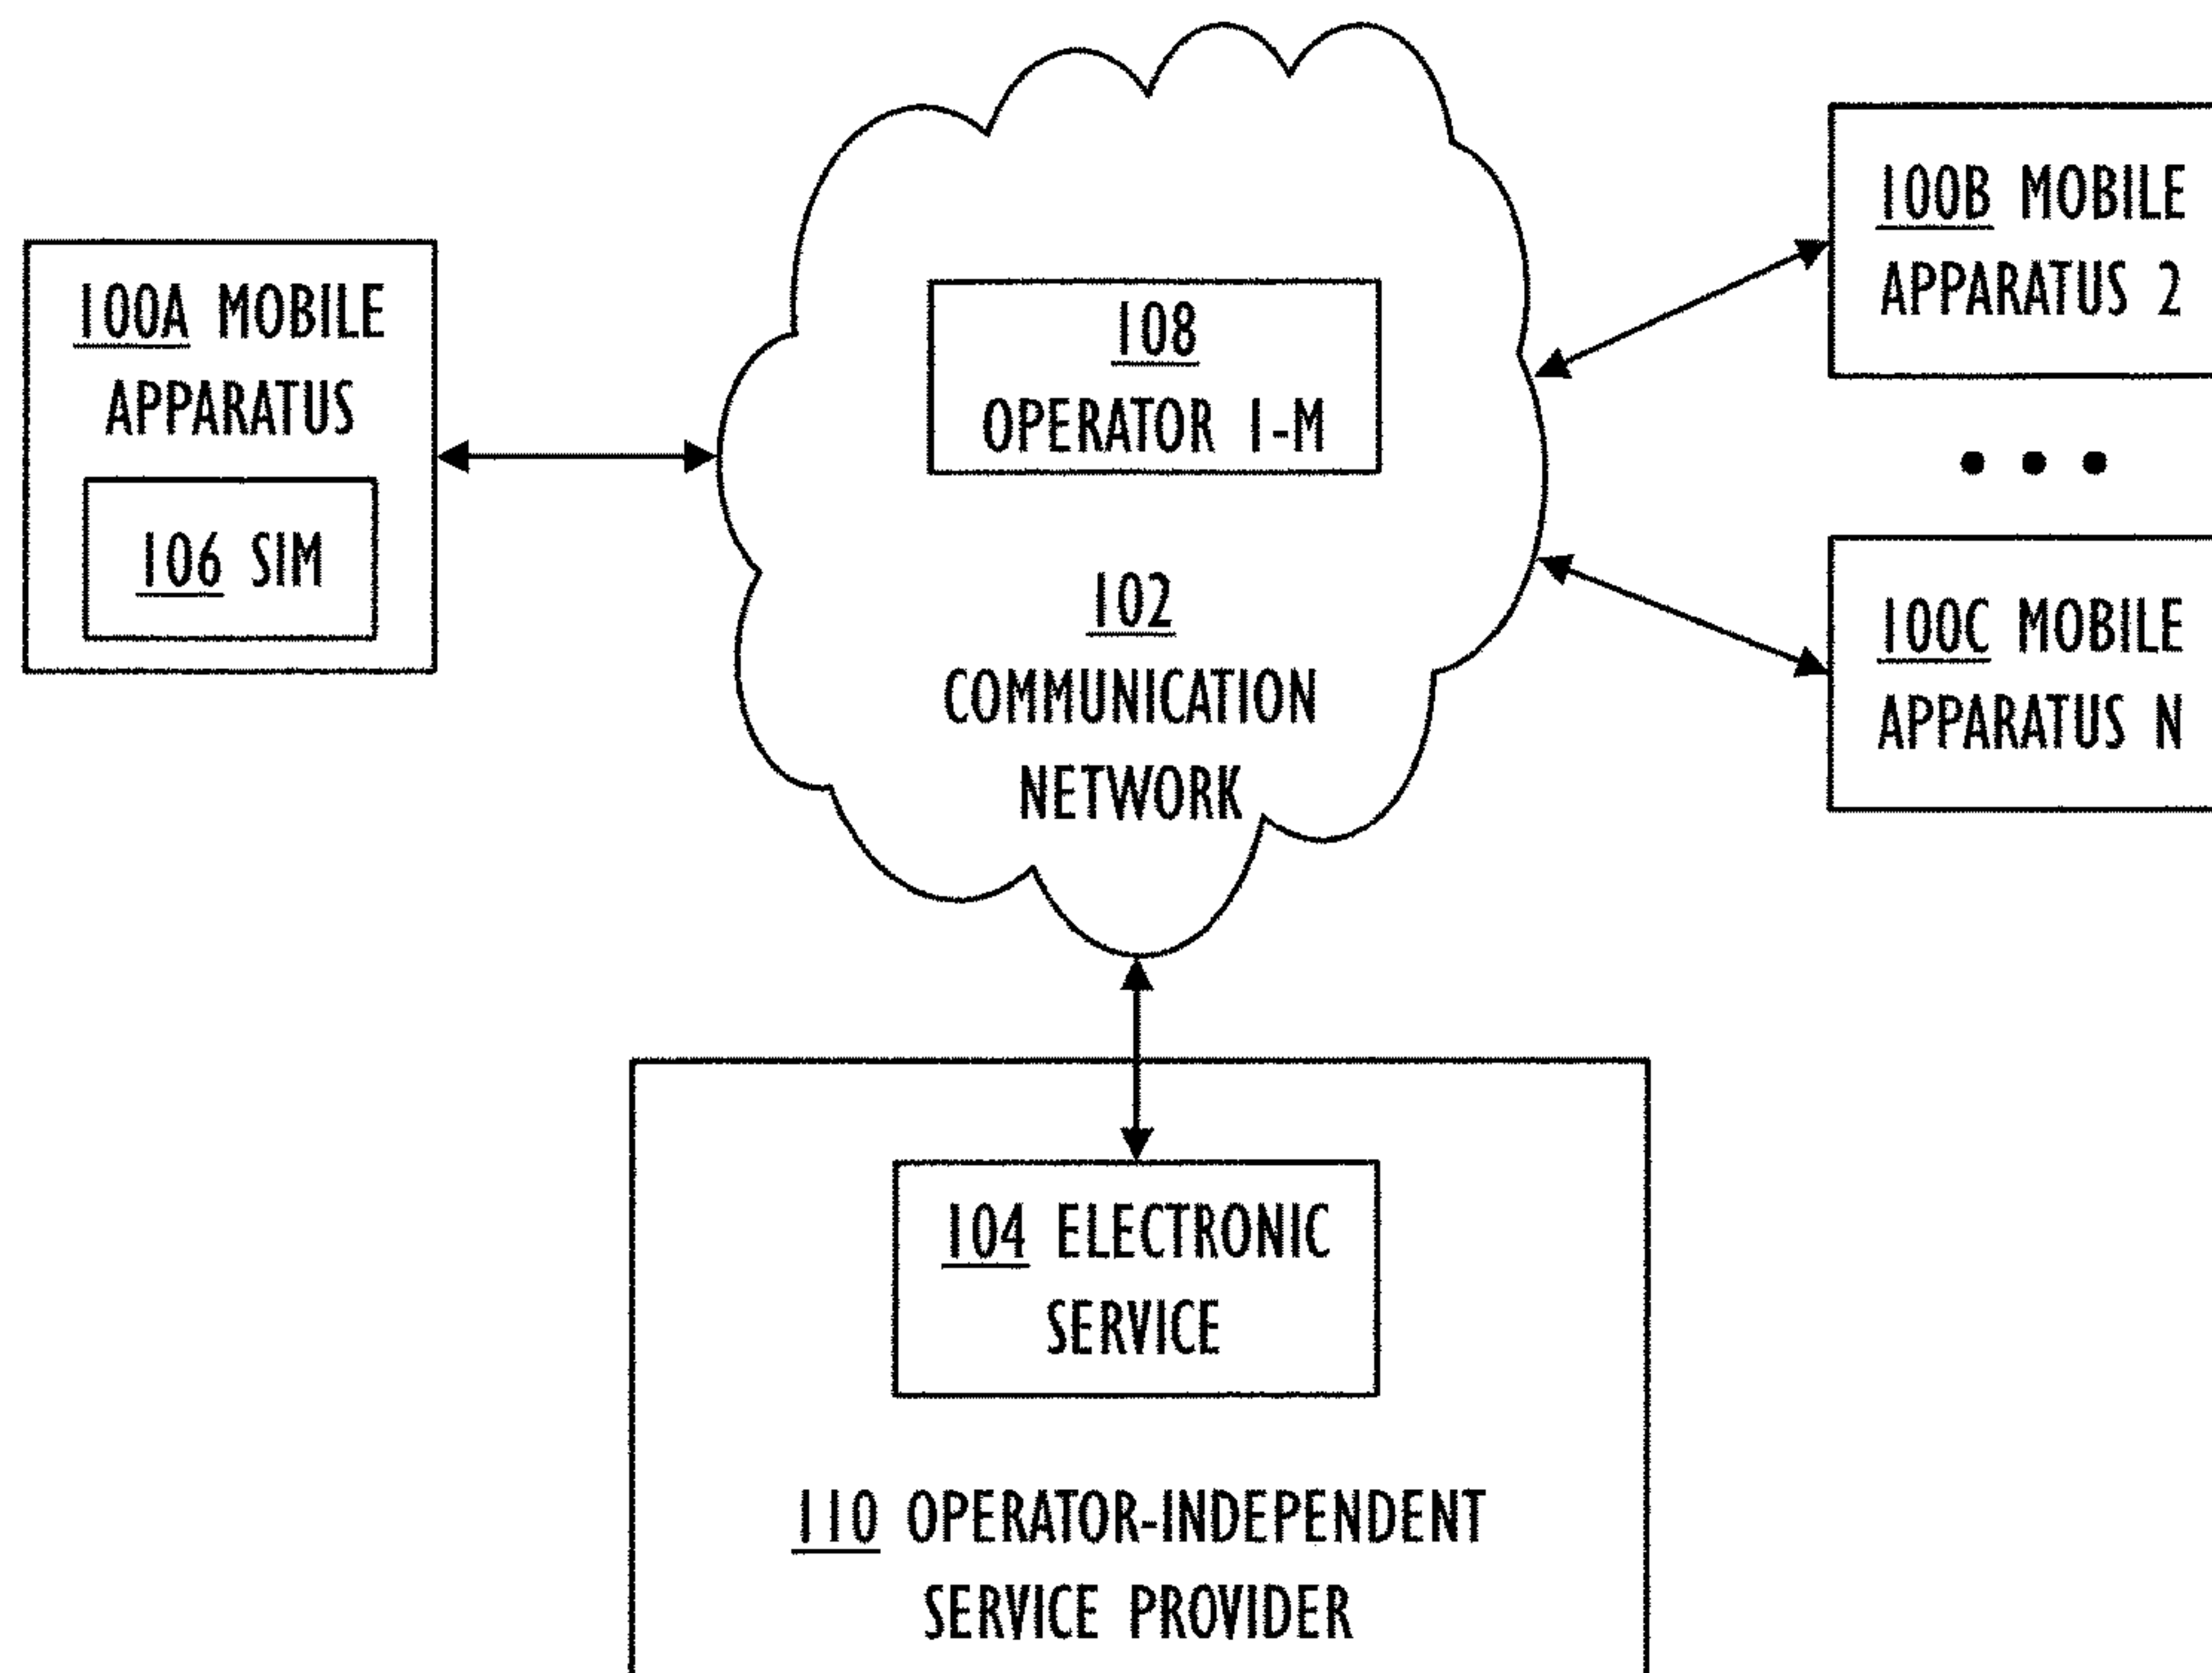 100A MOBILE
APPARATUS
106 SIM
108
OPERATOR 1-M
102
COMMUNICATION
NETWORK
100B MOBILE
APPARATUS 2
100C MOBILE
APPARATUS N
104 ELECTRONIC
SERVICE
110 OPERATOR-INDEPENDENT
SERVICE PROVIDER